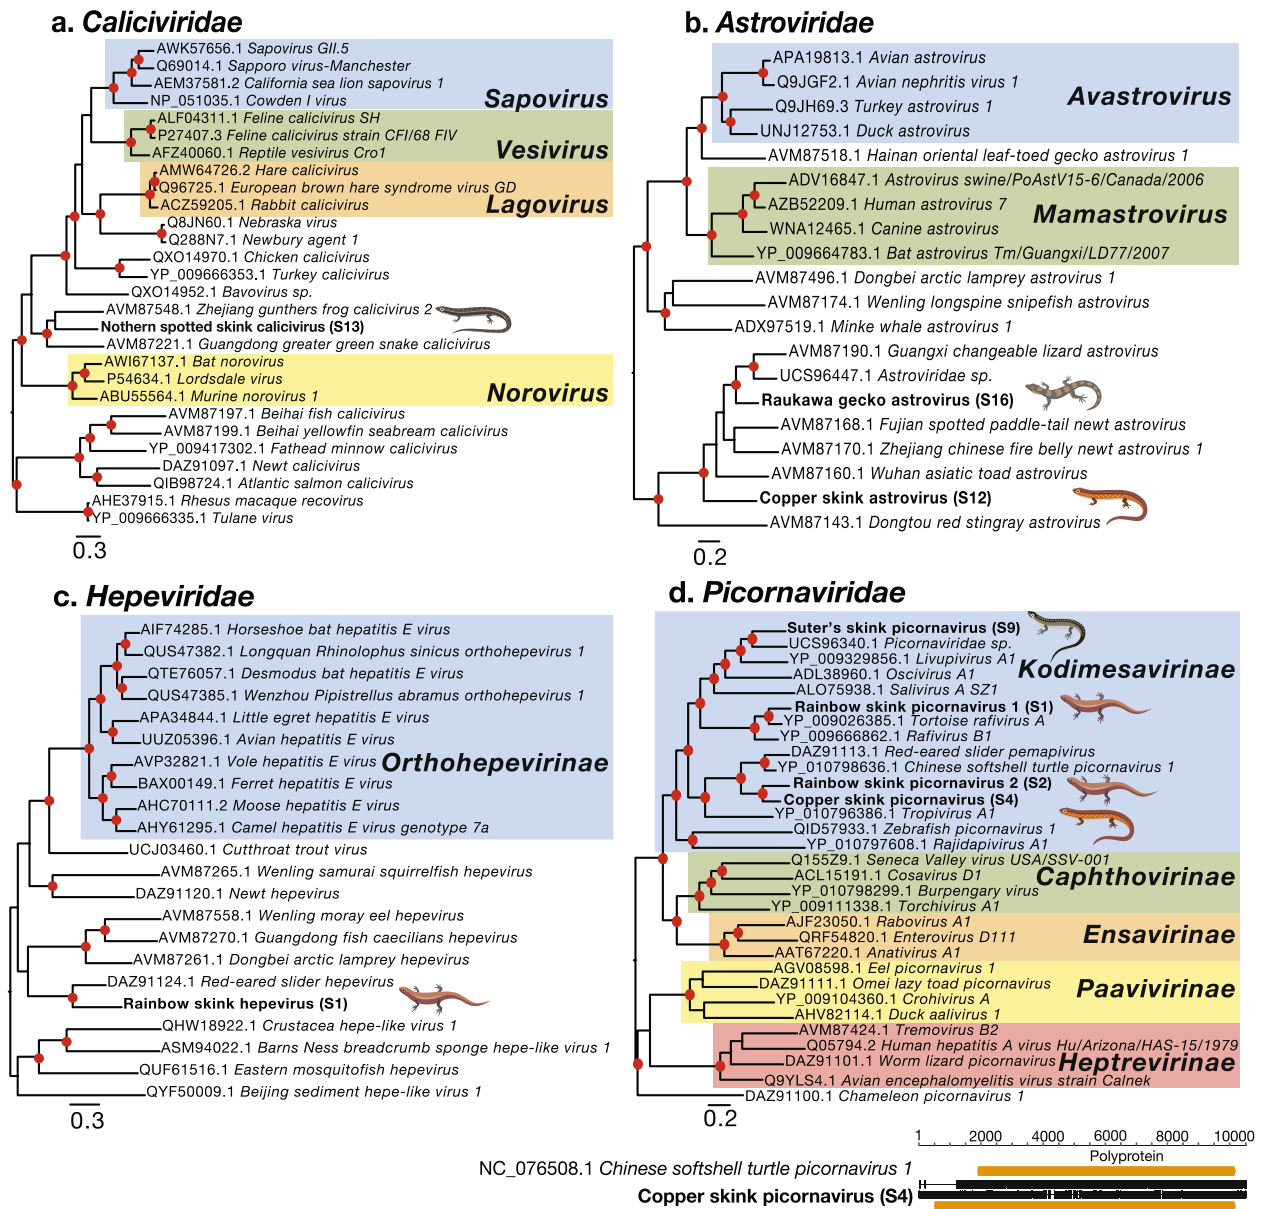 a. Caliciviridae
AWK57656.1 Sapovirus GII.5
Q69014.1 Sapporo virus-Manchester
AEM37581.2 California sea lion sapovirus 1
NP_051035.1 Cowden I virus
Sapovirus
ALF04311.1 Feline calicivirus SH
P27407.3 Feline calicivirus strain CFI/68 FIV
AFZ40060.1 Reptile vesivirus Cro1
Vesivirus
AMW64726.2 Hare calicivirus
Q96725.1 European brown hare syndrome virus GD
ACZ59205.1 Rabbit calicivirus
Lagovirus
Q8JN60.1 Nebraska virus
Q288N7.1 Newbury agent 1
QXO14970.1 Chicken calicivirus
YP_009666353.1 Turkey calicivirus
QXO14952.1 Bavovirus sp.
AVM87548.1 Zhejiang gunthers frog calicivirus 2
Nothern spotted skink calicivirus (S13)
AVM87221.1 Guangdong greater green snake calicivirus
AWI67137.1 Bat norovirus
P54634.1 Lordsdale virus
ABU55564.1 Murine norovirus 1
Norovirus
AVM87197.1 Beihai fish calicivirus
AVM87199.1 Beihai yellowfin seabream calicivirus
YP_009417302.1 Fathead minnow calicivirus
DAZ91097.1 Newt calicivirus
QIB98724.1 Atlantic salmon calicivirus
AHE37915.1 Rhesus macaque recovirus
YP_009666335.1 Tulane virus
0.3
b. Astroviridae
APA19813.1 Avian astrovirus
Q9JGF2.1 Avian nephritis virus 1
Q9JH69.3 Turkey astrovirus 1
UNJ12753.1 Duck astrovirus
Avastrovirus
AVM87518.1 Hainan oriental leaf-toed gecko astrovirus 1
ADV16847.1 Astrovirus swine/PoAstV15-6/Canada/2006
AZB52209.1 Human astrovirus 7
WNA12465.1 Canine astrovirus
YP_009664783.1 Bat astrovirus Tm/Guangxi/LD77/2007
Mamastrovirus
AVM87496.1 Dongbei arctic lamprey astrovirus 1
AVM87174.1 Wenling longspine snipefish astrovirus
ADX97519.1 Minke whale astrovirus 1
AVM87190.1 Guangxi changeable lizard astrovirus
UCS96447.1 Astroviridae sp.
Raukawa gecko astrovirus (S16)
AVM87168.1 Fujian spotted paddle-tail newt astrovirus
AVM87170.1 Zhejiang chinese fire belly newt astrovirus 1
AVM87160.1 Wuhan asiatic toad astrovirus
Copper skink astrovirus (S12)
AVM87143.1 Dongtou red stingray astrovirus
0.2
c. Hepeviridae
AIF74285.1 Horseshoe bat hepatitis E virus
QUS47382.1 Longquan Rhinolophus sinicus orthohepevirus 1
QTE76057.1 Desmodus bat hepatitis E virus
QUS47385.1 Wenzhou Pipistrellus abramus orthohepevirus 1
APA34844.1 Little egret hepatitis E virus
UUZ05396.1 Avian hepatitis E virus
AVP32821.1 Vole hepatitis E virus
BAX00149.1 Ferret hepatitis E virus
AHC70111.2 Moose hepatitis E virus
AHY61295.1 Camel hepatitis E virus genotype 7a
Orthohepevirinae
UCJ03460.1 Cutthroat trout virus
AVM87265.1 Wenling samurai squirrelfish hepevirus
DAZ91120.1 Newt hepevirus
AVM87558.1 Wenling moray eel hepevirus
AVM87270.1 Guangdong fish caecilians hepevirus
AVM87261.1 Dongbei arctic lamprey hepevirus
DAZ91124.1 Red-eared slider hepevirus
Rainbow skink hepevirus (S1)
QHW18922.1 Crustacea hepe-like virus 1
ASM94022.1 Barns Ness breadcrumb sponge hepe-like virus 1
QUF61516.1 Eastern mosquitofish hepevirus
QYF50009.1 Beijing sediment hepe-like virus 1
0.3
d. Picornaviridae
Suter's skink picornavirus (S9)
UCS96340.1 Picornaviridae sp.
YP_009329856.1 Livupivirus A1
ADL38960.1 Oscivirus A1
ALO75938.1 Salivirus A SZ1
Kodimesavirinae
Rainbow skink picornavirus 1 (S1)
YP_009026385.1 Tortoise rafivirus A
YP_009666862.1 Rafivirus B1
DAZ91113.1 Red-eared slider pemapivirus
YP_010798636.1 Chinese softshell turtle picornavirus 1
Rainbow skink picornavirus 2 (S2)
Copper skink picornavirus (S4)
YP_010796386.1 Tropivirus A1
QID57933.1 Zebrafish picornavirus 1
YP_010797608.1 Rajidapivirus A1
Q155Z9.1 Seneca Valley virus USA/SSV-001
ACL15191.1 Cosavirus D1
YP_010798299.1 Burpengary virus
YP_009111338.1 Torchivirus A1
Caphthovirinae
AJF23050.1 Rabovirus A1
QRF54820.1 Enterovirus D111
AAT67220.1 Anativirus A1
Ensavirinae
AGV08598.1 Eel picornavirus 1
DAZ91111.1 Omei lazy toad picornavirus
YP_009104360.1 Crohivirus A
AHV82114.1 Duck aalivirus 1
Paavivirinae
AVM87424.1 Tremovirus B2
Q05794.2 Human hepatitis A virus Hu/Arizona/HAS-15/1979
DAZ91101.1 Worm lizard picornavirus
Q9YLS4.1 Avian encephalomyelitis virus strain Calnek
Heptrevirinae
DAZ91100.1 Chameleon picornavirus 1
0.2
1 2000 4000 6000 8000 10000
Polyprotein
NC_076508.1 Chinese softshell turtle picornavirus 1
Copper skink picornavirus (S4)